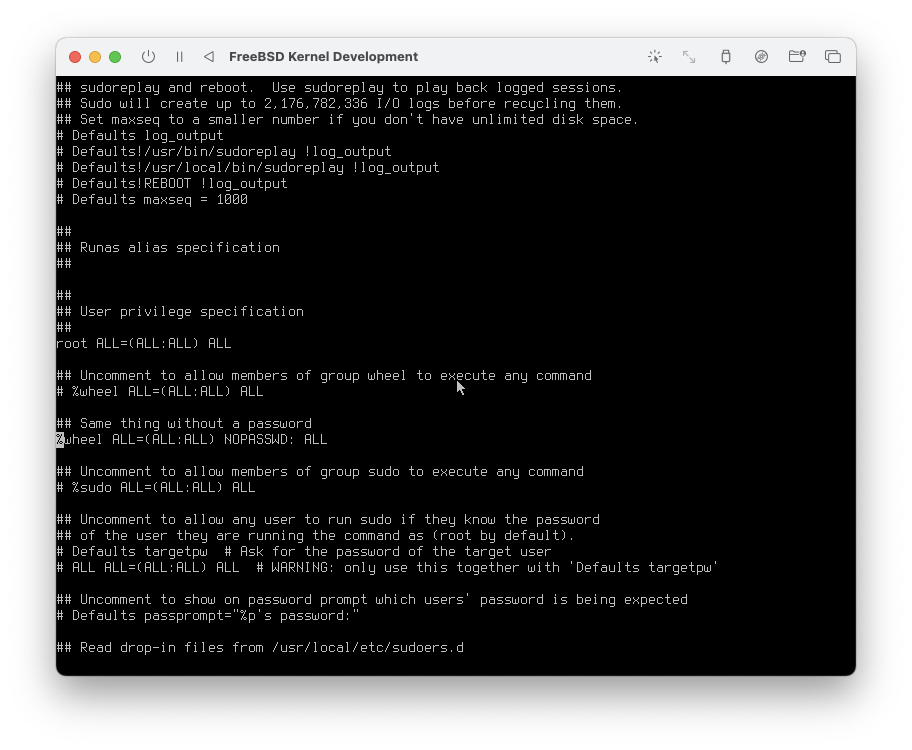 FreeBSD Kernel Development
## sudoreplay and reboot.  Use sudoreplay to play back logged sessions.
## Sudo will create up to 2,176,782,336 I/O logs before recycling them.
## Set maxseq to a smaller number if you don't have unlimited disk space.
# Defaults log_output
# Defaults!/usr/bin/sudoreplay !log_output
# Defaults!/usr/local/bin/sudoreplay !log_output
# Defaults!REBOOT !log_output
# Defaults maxseq = 1000

##
## Runas alias specification
##

##
## User privilege specification
##
root ALL=(ALL:ALL) ALL

## Uncomment to allow members of group wheel to execute any command
# %wheel ALL=(ALL:ALL) ALL

## Same thing without a password
%wheel ALL=(ALL:ALL) NOPASSWD: ALL

## Uncomment to allow members of group sudo to execute any command
# %sudo ALL=(ALL:ALL) ALL

## Uncomment to allow any user to run sudo if they know the password
## of the user they are running the command as (root by default).
# Defaults targetpw  # Ask for the password of the target user
# ALL ALL=(ALL:ALL) ALL  # WARNING: only use this together with 'Defaults targetpw'

## Uncomment to show on password prompt which users' password is being expected
# Defaults passprompt="%p's password:"

## Read drop-in files from /usr/local/etc/sudoers.d